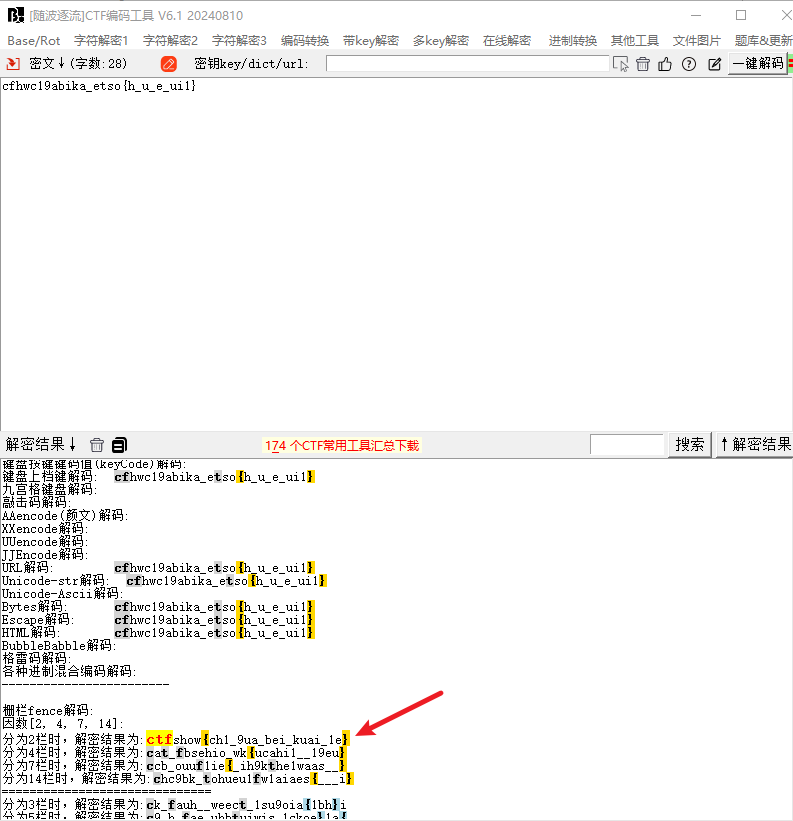 [随波逐流]CTF编码工具 V6.1 20240810
Base/Rot 字符解密1 字符解密2 字符解密3 编码转换 带key解密 多key解密 在线解密 进制转换 其他工具 文件图片 题库&更新
密文↓(字数:28) 密钥key/dict/url: 一键解码
cfhwc19abika_etso{h_u_e_ui1}
解密结果↓ 174 个CTF常用工具汇总下载 搜索 ↑解密结果
键盘按键键码值(keyCode)解码:
键盘上档键解码: cfhwc19abika_etso{h_u_e_ui1}
九宫格键盘解码:
敲击码解码:
AAencode(颜文)解码:
XXencode解码:
UUencode解码:
JJEncode解码:
URL解码: cfhwc19abika_etso{h_u_e_ui1}
Unicode-str解码: cfhwc19abika_etso{h_u_e_ui1}
Unicode-Ascii解码:
Bytes解码: cfhwc19abika_etso{h_u_e_ui1}
Escape解码: cfhwc19abika_etso{h_u_e_ui1}
HTML解码: cfhwc19abika_etso{h_u_e_ui1}
BubbleBabble解码:
格雷码解码:
各种进制混合编码解码:
------------------------
栅栏fence解码:
因数[2, 4, 7, 14]:
分为2栏时，解密结果为:ctfshow{ch1_9ua_bei_kuai_1e}
分为4栏时，解密结果为:cat_fbsehio_wk{ucahi1__19eu}
分为7栏时，解密结果为:ccb_ouuf1ie{_ih9kthe1waas__}
分为14栏时，解密结果为:chc9bk_tohueu1fw1aiaes{___i}
==============================
分为3栏时，解密结果为:ck_fauh__weect_1su9oia{1bh}i
分为5栏时，解密结果为: